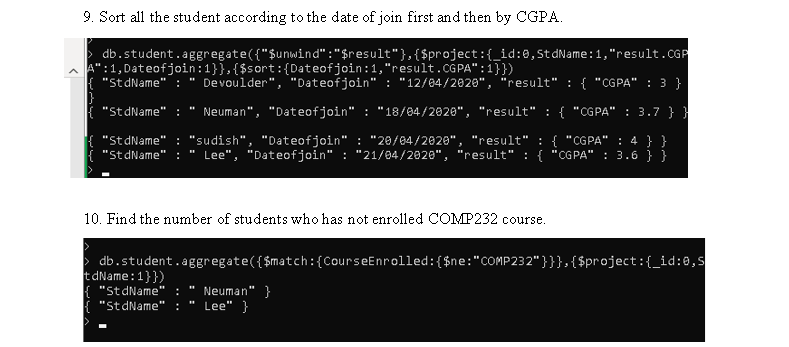 9. Sort all the student according to the date of join first and then by CGPA.
> db.student.aggregate({"$unwind":"$result"},{$project:{_id:0,StdName:1,"result.CGP
A":1,Dateofjoin:1}},{$sort:{Dateofjoin:1,"result.CGPA":1}})
{ "StdName" : " Devoulder", "Dateofjoin" : "12/04/2020", "result" : { "CGPA" : 3 }
}
{ "StdName" : " Neuman", "Dateofjoin" : "18/04/2020", "result" : { "CGPA" : 3.7 } }
{ "StdName" : "sudish", "Dateofjoin" : "20/04/2020", "result" : { "CGPA" : 4 } }
{ "StdName" : " Lee", "Dateofjoin" : "21/04/2020", "result" : { "CGPA" : 3.6 } }
>
10. Find the number of students who has not enrolled COMP232 course.
>
> db.student.aggregate({$match:{CourseEnrolled:{$ne:"COMP232"}}},{$project:{_id:0,S
tdName:1}})
{ "StdName" : " Neuman" }
{ "StdName" : " Lee" }
>